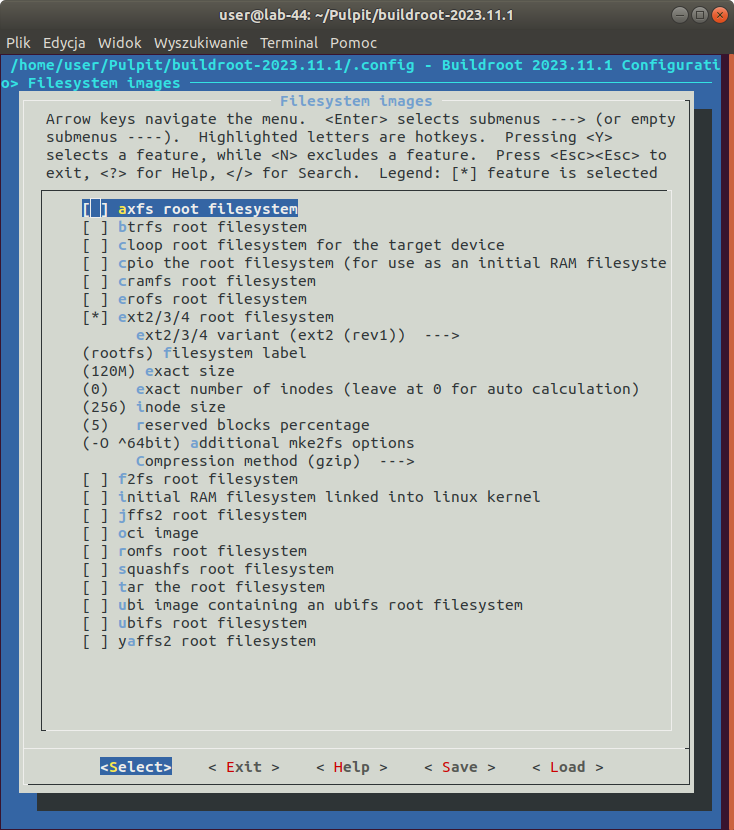 user@lab-44: ~/Pulpit/buildroot-2023.11.1
Plik Edycja Widok Wyszukiwanie Terminal Pomoc
/home/user/Pulpit/buildroot-2023.11.1/.config - Buildroot 2023.11.1 Configurati
o> Filesystem images
Filesystem images
Arrow keys navigate the menu.  <Enter> selects submenus ---> (or empty
submenus ----).  Highlighted letters are hotkeys.  Pressing <Y>
selects a feature, while <N> excludes a feature.  Press <Esc><Esc> to
exit, <?> for Help, </> for Search.  Legend: [*] feature is selected
[ ] axfs root filesystem
[ ] btrfs root filesystem
[ ] cloop root filesystem for the target device
[ ] cpio the root filesystem (for use as an initial RAM filesyste
[ ] cramfs root filesystem
[ ] erofs root filesystem
[*] ext2/3/4 root filesystem
ext2/3/4 variant (ext2 (rev1))  --->
(rootfs) filesystem label
(120M) exact size
(0)   exact number of inodes (leave at 0 for auto calculation)
(256) inode size
(5)   reserved blocks percentage
(-O ^64bit) additional mke2fs options
Compression method (gzip)  --->
[ ] f2fs root filesystem
[ ] initial RAM filesystem linked into linux kernel
[ ] jffs2 root filesystem
[ ] oci image
[ ] romfs root filesystem
[ ] squashfs root filesystem
[ ] tar the root filesystem
[ ] ubi image containing an ubifs root filesystem
[ ] ubifs root filesystem
[ ] yaffs2 root filesystem
<Select>    < Exit >    < Help >    < Save >    < Load >